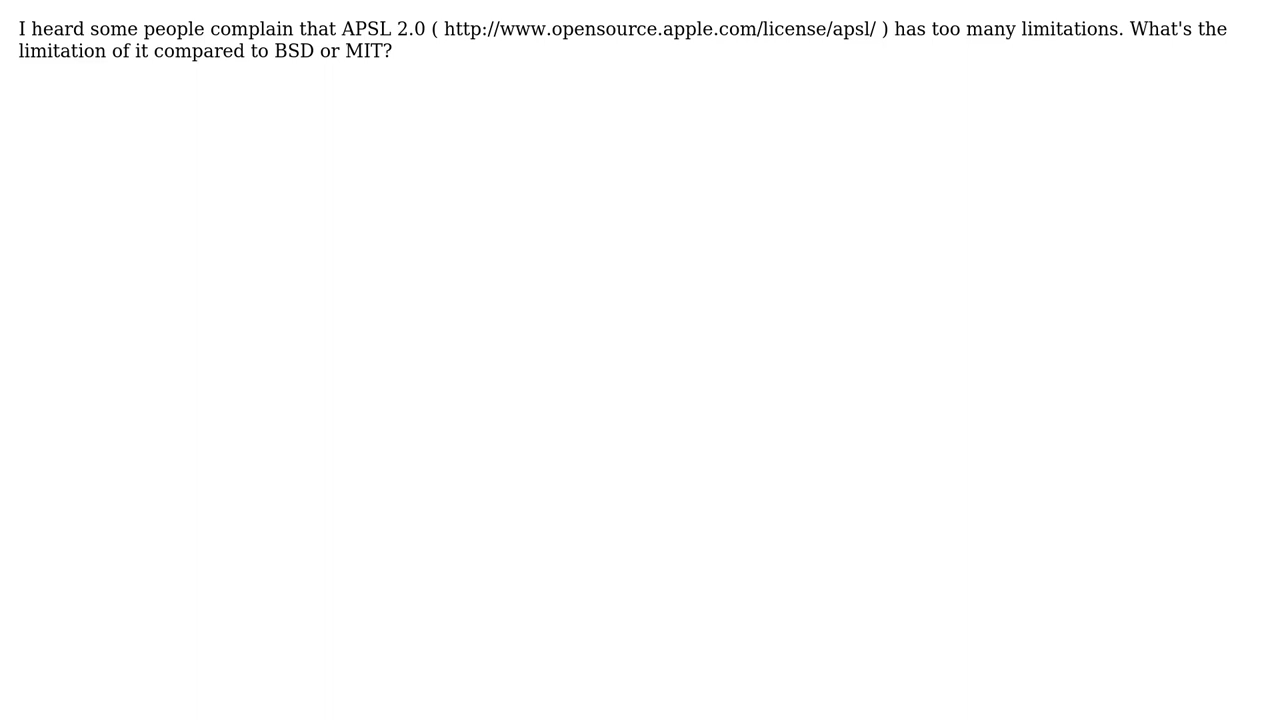 I heard some people complain that APSL 2.0 ( http://www.opensource.apple.com/license/apsl/ ) has too many limitations. What's the
limitation of it compared to BSD or MIT?